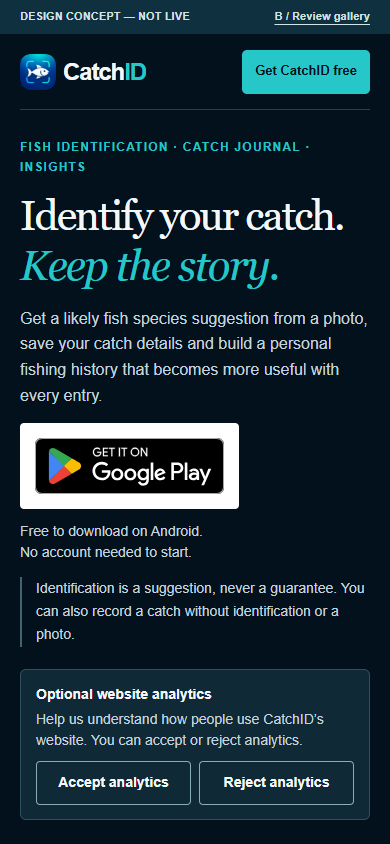 DESIGN CONCEPT — NOT LIVE
B / Review gallery
CatchID
Get CatchID free
FISH IDENTIFICATION · CATCH JOURNAL ·
INSIGHTS
Identify your catch.
Keep the story.
Get a likely fish species suggestion from a photo,
save your catch details and build a personal
fishing history that becomes more useful with
every entry.
GET IT ON
Google Play
Free to download on Android.
No account needed to start.
Identification is a suggestion, never a guarantee. You
can also record a catch without identification or a
photo.
Optional website analytics
Help us understand how people use CatchID's
website. You can accept or reject analytics.
Accept analytics
Reject analytics